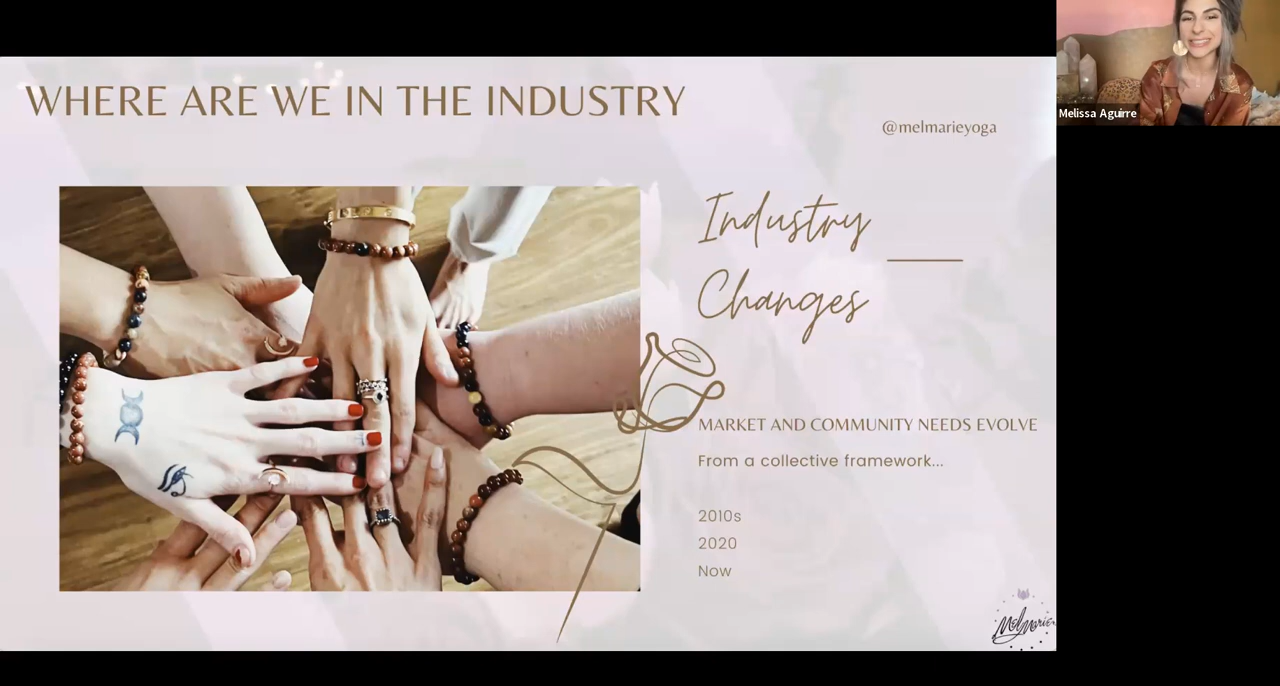 WHERE ARE WE IN THE INDUSTRY
@melmarieyoga
Industry
Changes
MARKET AND COMMUNITY NEEDS EVOLVE
From a collective framework...
2010s
2020
Now
MelMarie
Melissa Aguirre